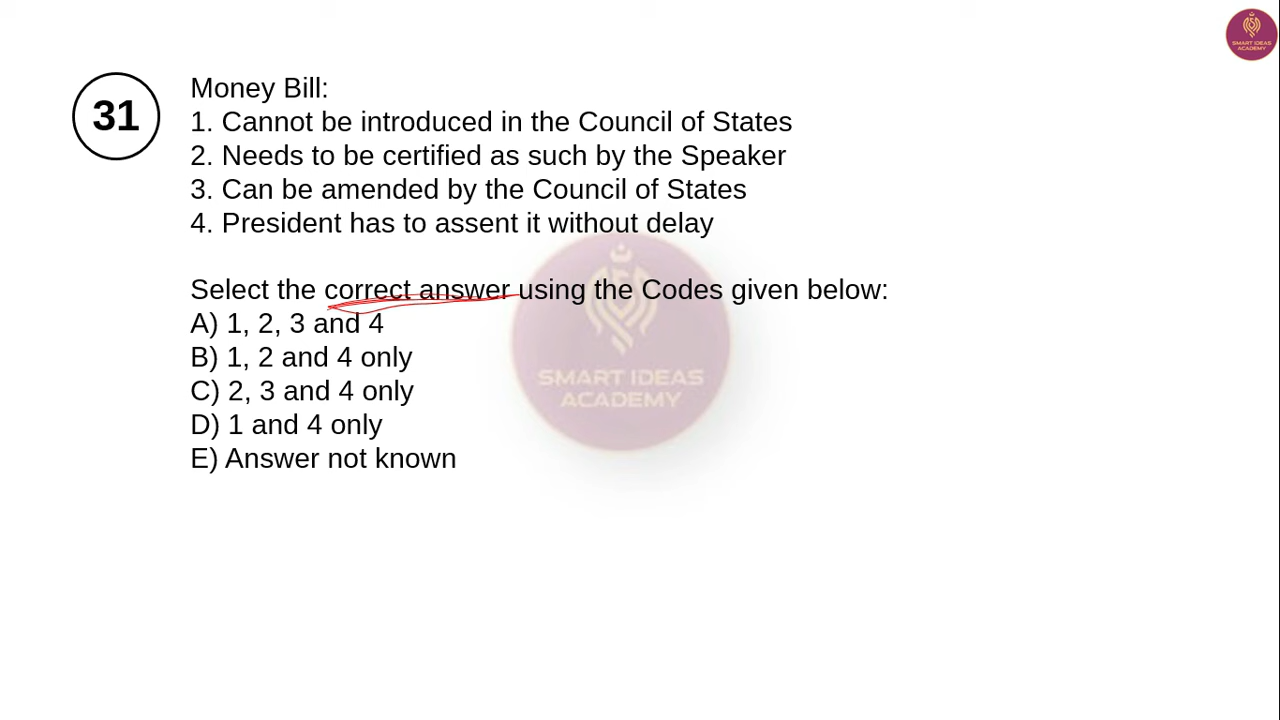 SMART IDEAS
ACADEMY
31
Money Bill:
1. Cannot be introduced in the Council of States
2. Needs to be certified as such by the Speaker
3. Can be amended by the Council of States
4. President has to assent it without delay
Select the correct answer using the Codes given below:
A) 1, 2, 3 and 4
B) 1, 2 and 4 only
C) 2, 3 and 4 only
D) 1 and 4 only
E) Answer not known
SMART IDEAS
ACADEMY